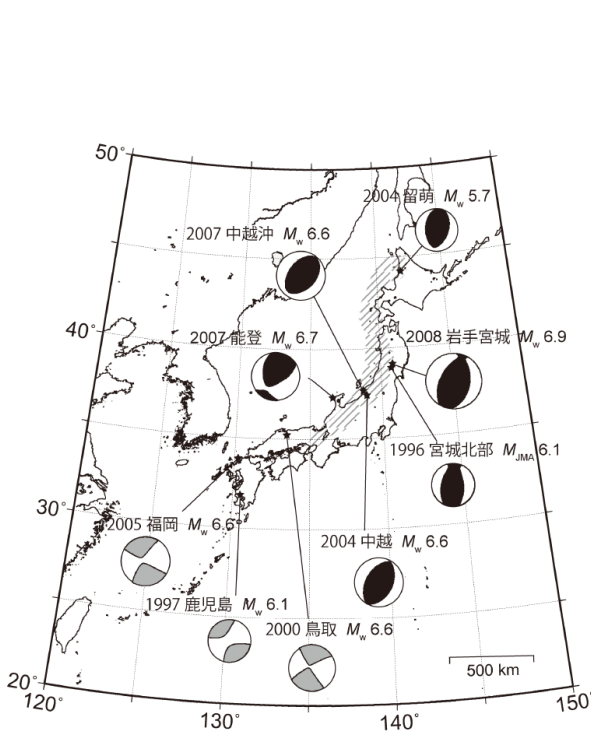 50°
2004 留萌 Mw 5.7
2007 中越沖 Mw 6.6
40°
2007 能登 Mw 6.7
2008 岩手宮城 Mw 6.9
1996 宮城北部 MJMA 6.1
30°
2005 福岡 Mw 6.6
2004 中越 Mw 6.6
1997 鹿児島 Mw 6.1
2000 鳥取 Mw 6.6
500 km
20°
120°
130°
140°
150°